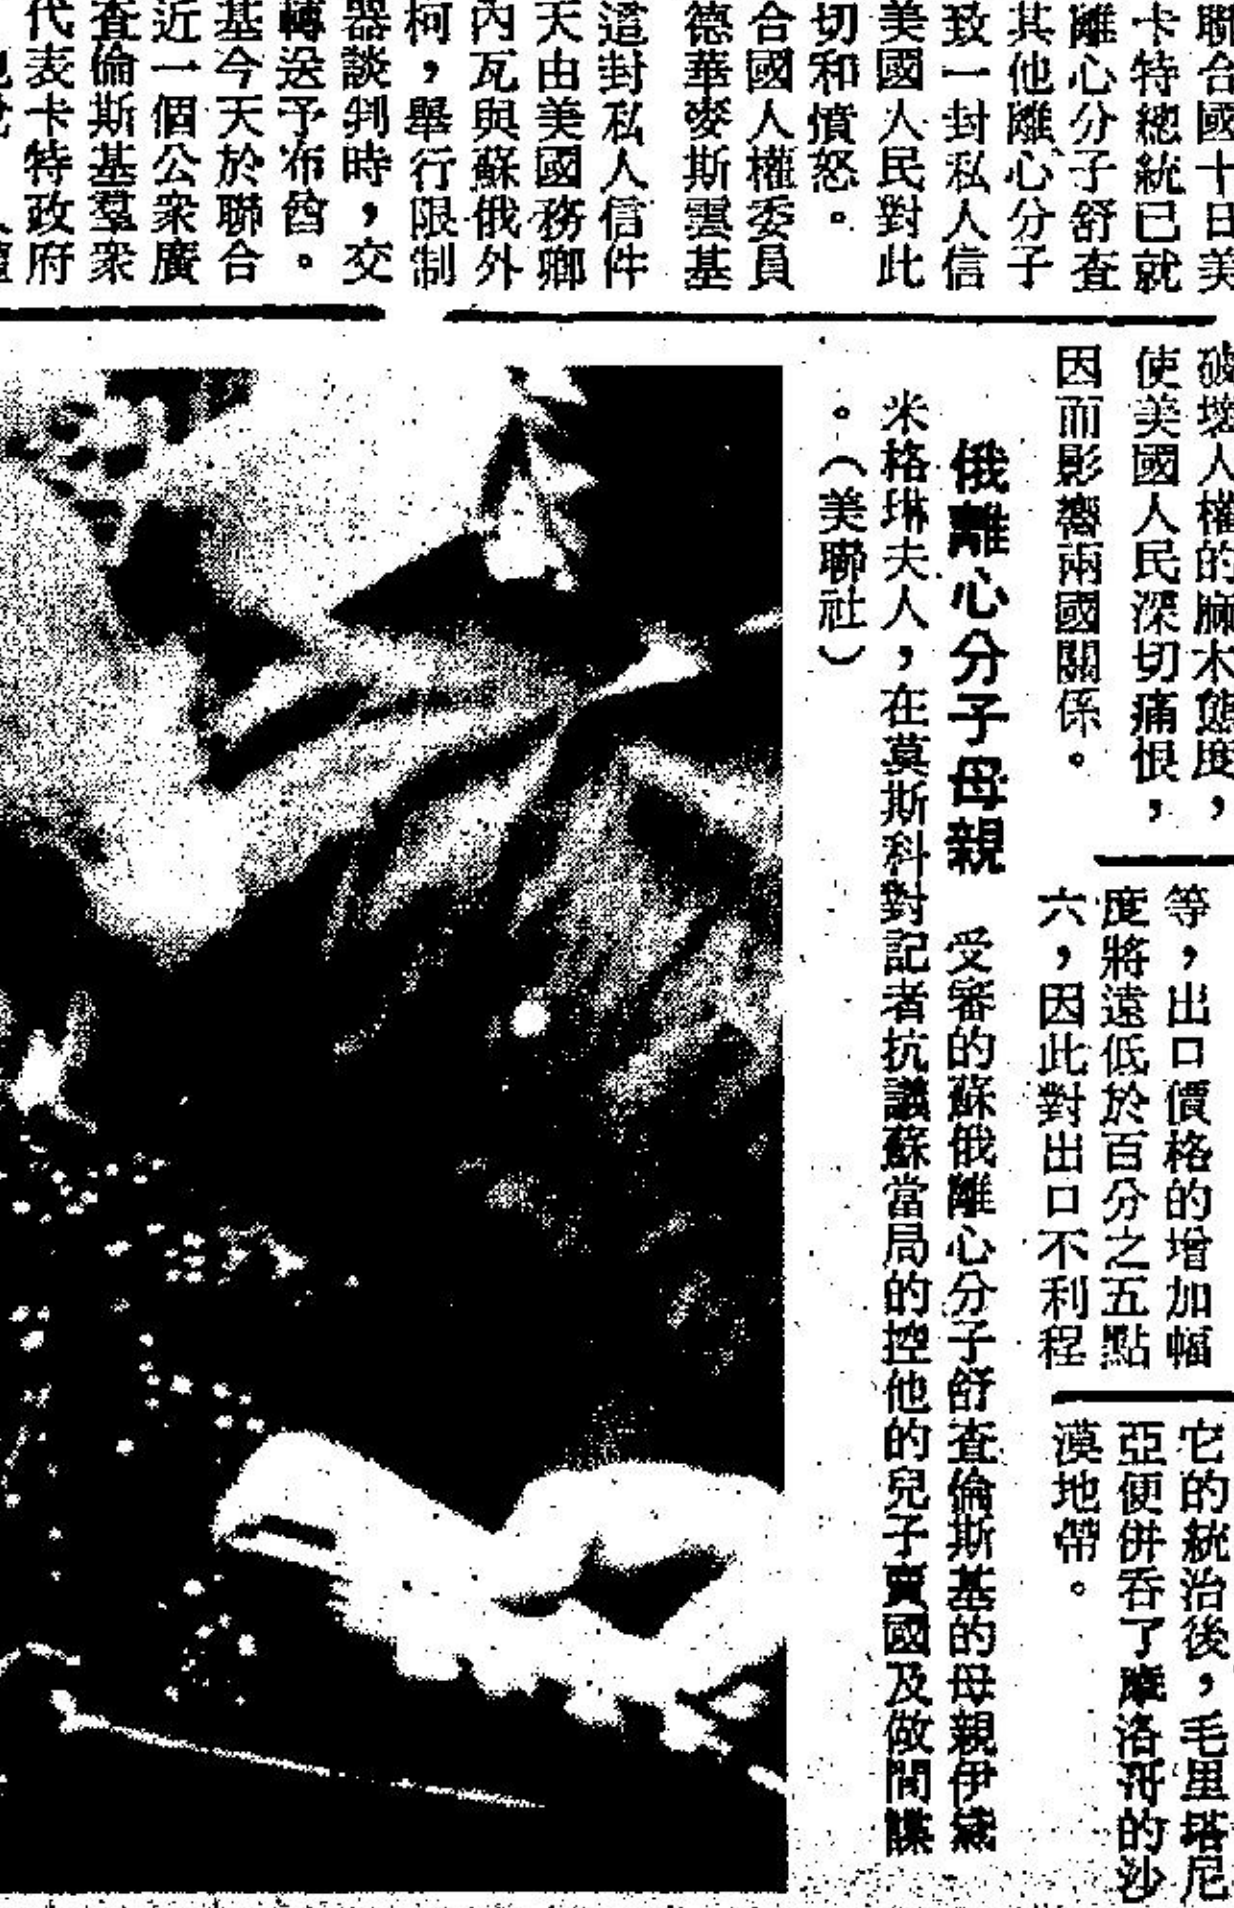 聯合國十日美
卡特總統已就
離心分子舒查
其他離心分子
致一封私人信
美國人民對此
切和憤怒。
合國人權委員
德華麥斯雲基
這封私人信件
天由美國務卿
內瓦與蘇俄外
柯，舉行限制
器談判時，交
轉送予布曾。
基今天於聯合
近一個公衆廣
查倫斯基羣衆
代表卡特政府
破壞人權的麻木態度，
使美國人民深切痛恨，
因而影響兩國關係。
俄離心分子母親　受審的蘇俄離心分子舒查倫斯基的母親伊黛
米格琳夫人，在莫斯科對記者抗議蘇當局的控他的兒子賣國及做間諜
。（美聯社）
等，出口價格的增加幅
度將遠低於百分之五點
六，因此對出口不利程
它的統治後，毛里塔尼
亞便併吞了摩洛哥的沙
漠地帶。